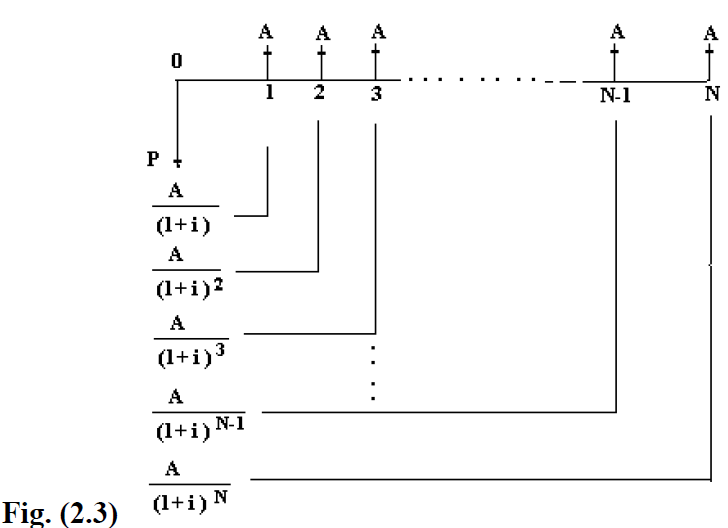 A A A A A
0
1 2 3 . . . . . . . . N-1 N
P
A
(1+i)
A
(1+i)2
A
(1+i)3
A
(1+i) N-1
A
(1+i) N
Fig. (2.3)